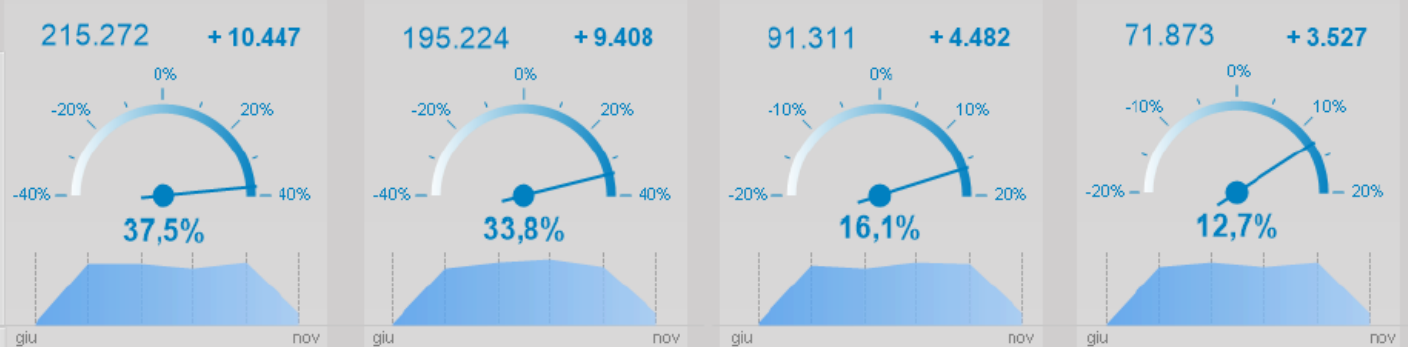 215.272 + 10.447
0%
-20% 20%
-40% 40%
37,5%
giu nov
195.224 + 9.408
0%
-20% 20%
-40% 40%
33,8%
giu nov
91.311 + 4.482
0%
-10% 10%
-20% 20%
16,1%
giu nov
71.873 + 3.527
0%
-10% 10%
-20% 20%
12,7%
giu nov